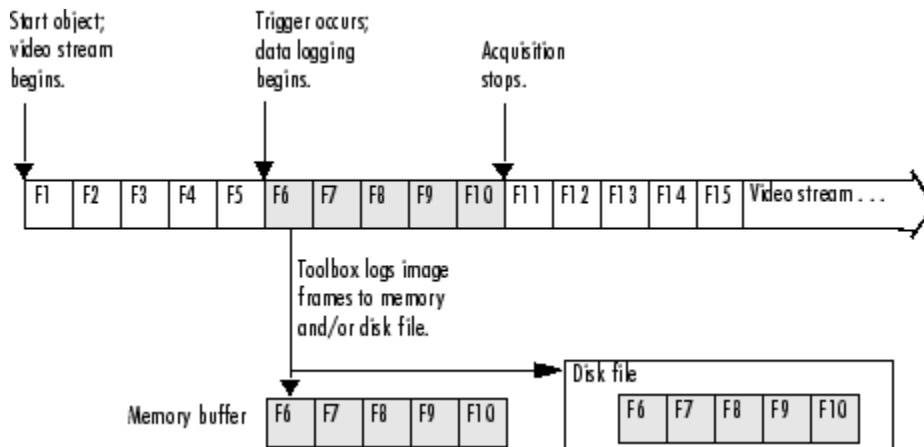 Start object;
video stream
begins.
Trigger occurs;
data logging
begins.
Acquisition
stops.
F1 F2 F3 F4 F5 F6 F7 F8 F9 F10 F11 F12 F13 F14 F15 Video stream . . .
Toolbox logs image
frames to memory
and/or disk file.
Disk file
Memory buffer F6 F7 F8 F9 F10
F6 F7 F8 F9 F10